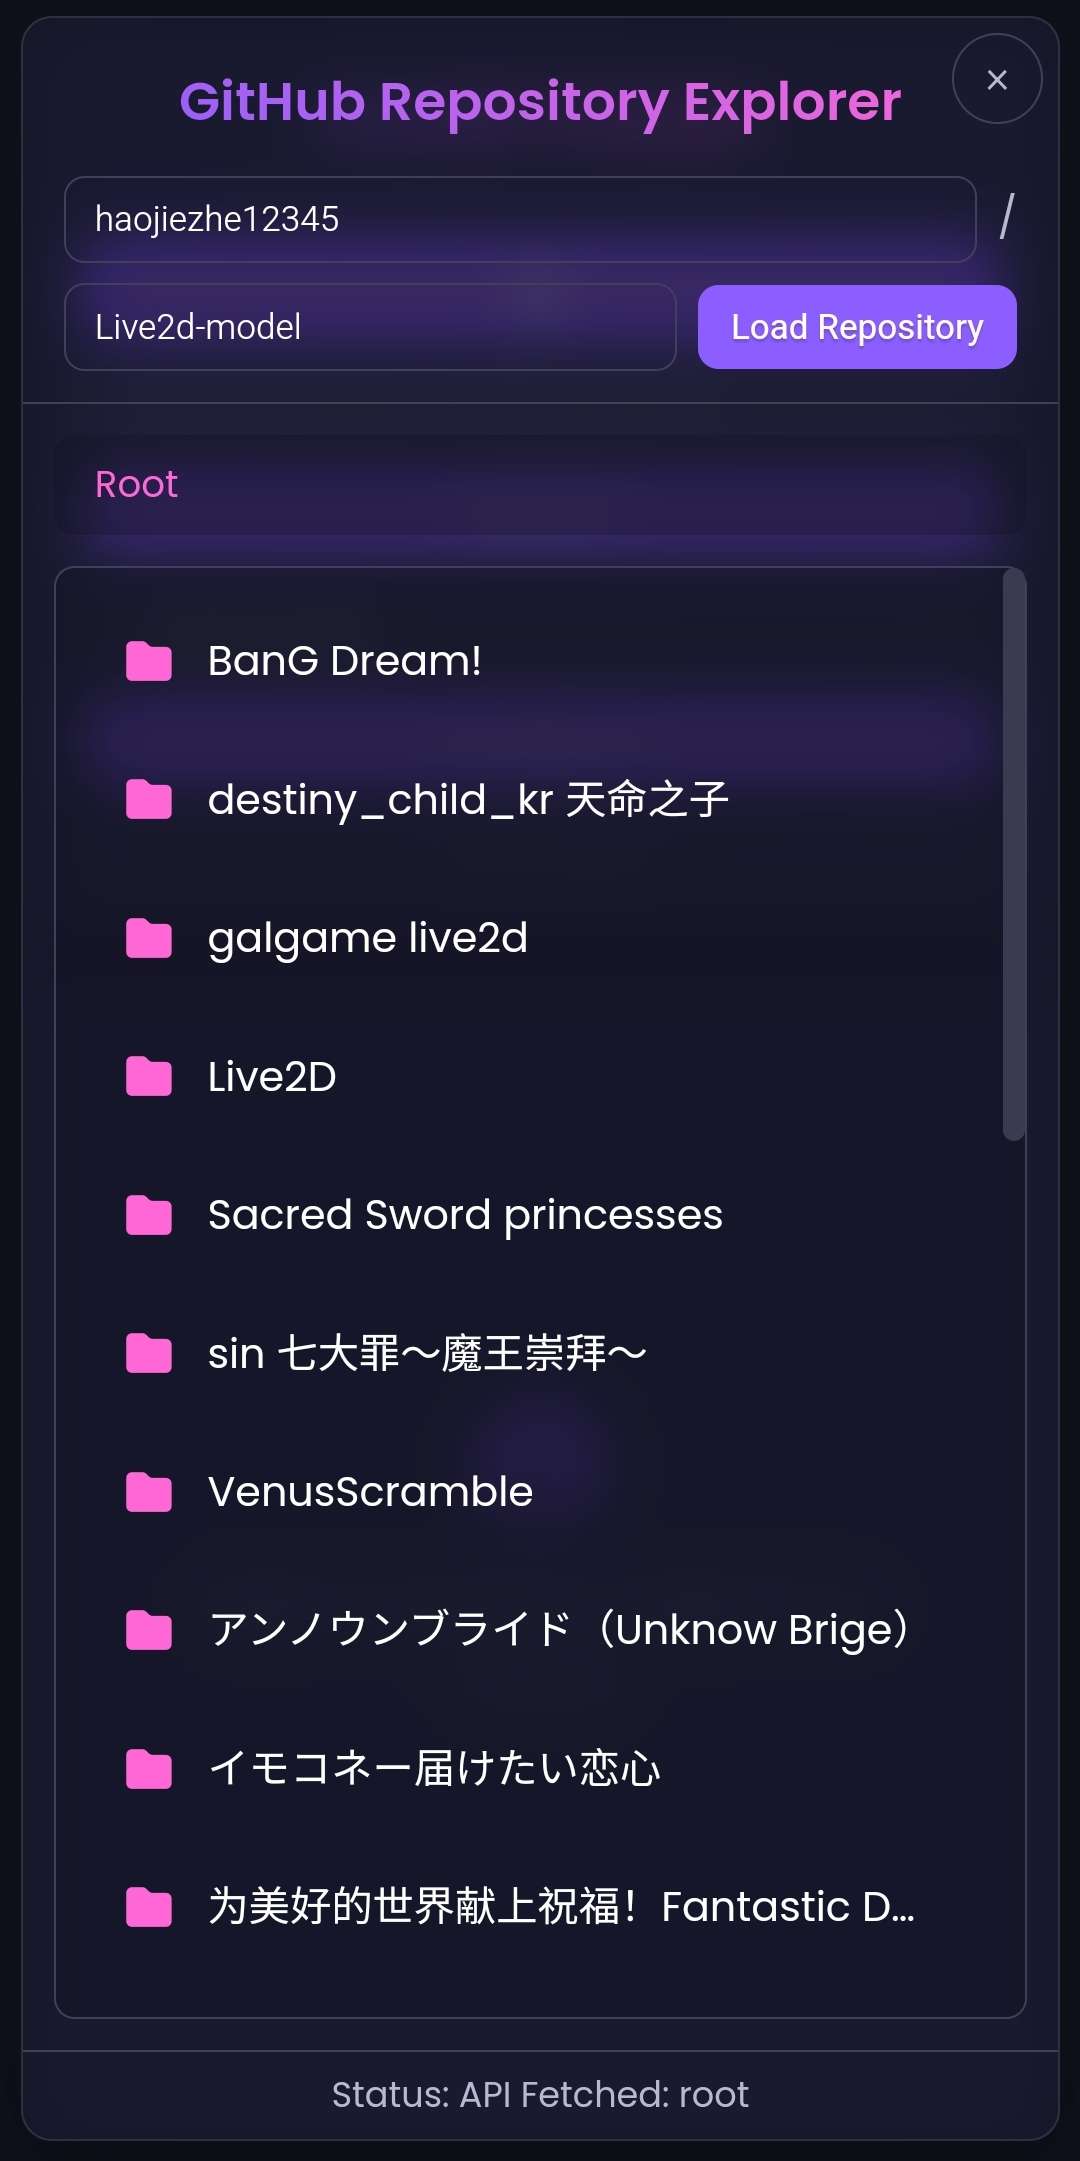 GitHub Repository Explorer
×
haojiezhe12345
/
Live2d-model
Load Repository
Root
BanG Dream!
destiny_child_kr 天命之子
galgame live2d
Live2D
Sacred Sword princesses
sin 七大罪～魔王崇拜～
VenusScramble
アンノウンブライド（Unknow Brige）
イモコネー届けたい恋心
为美好的世界献上祝福！Fantastic D...
Status: API Fetched: root